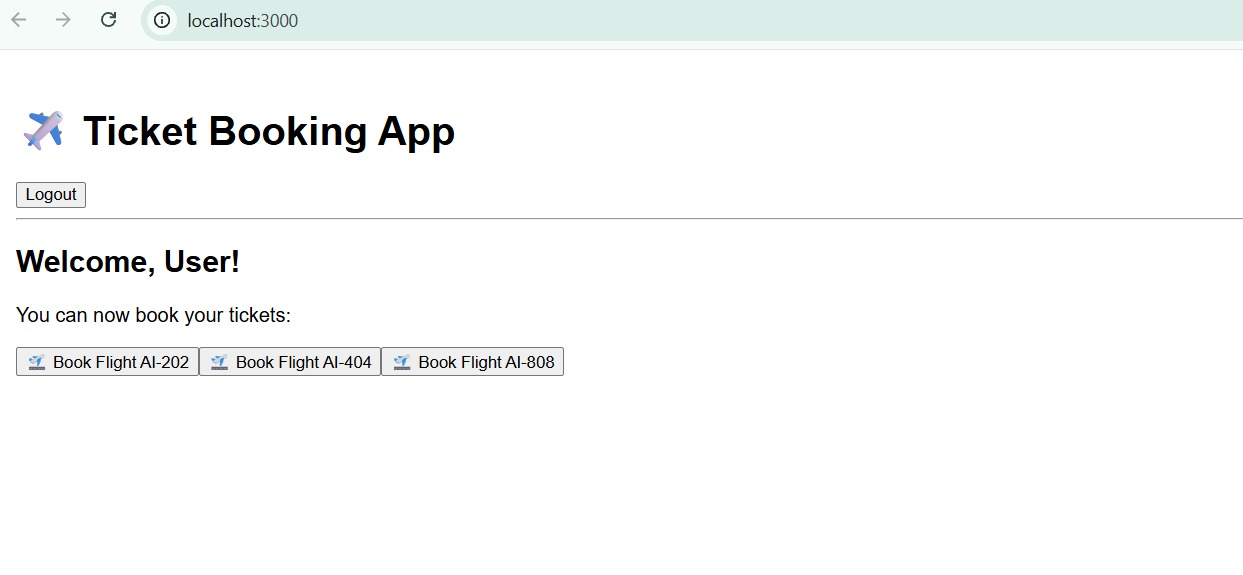 localhost:3000
✈️ Ticket Booking App
Logout
Welcome, User!
You can now book your tickets:
🛫 Book Flight AI-202 🛫 Book Flight AI-404 🛫 Book Flight AI-808